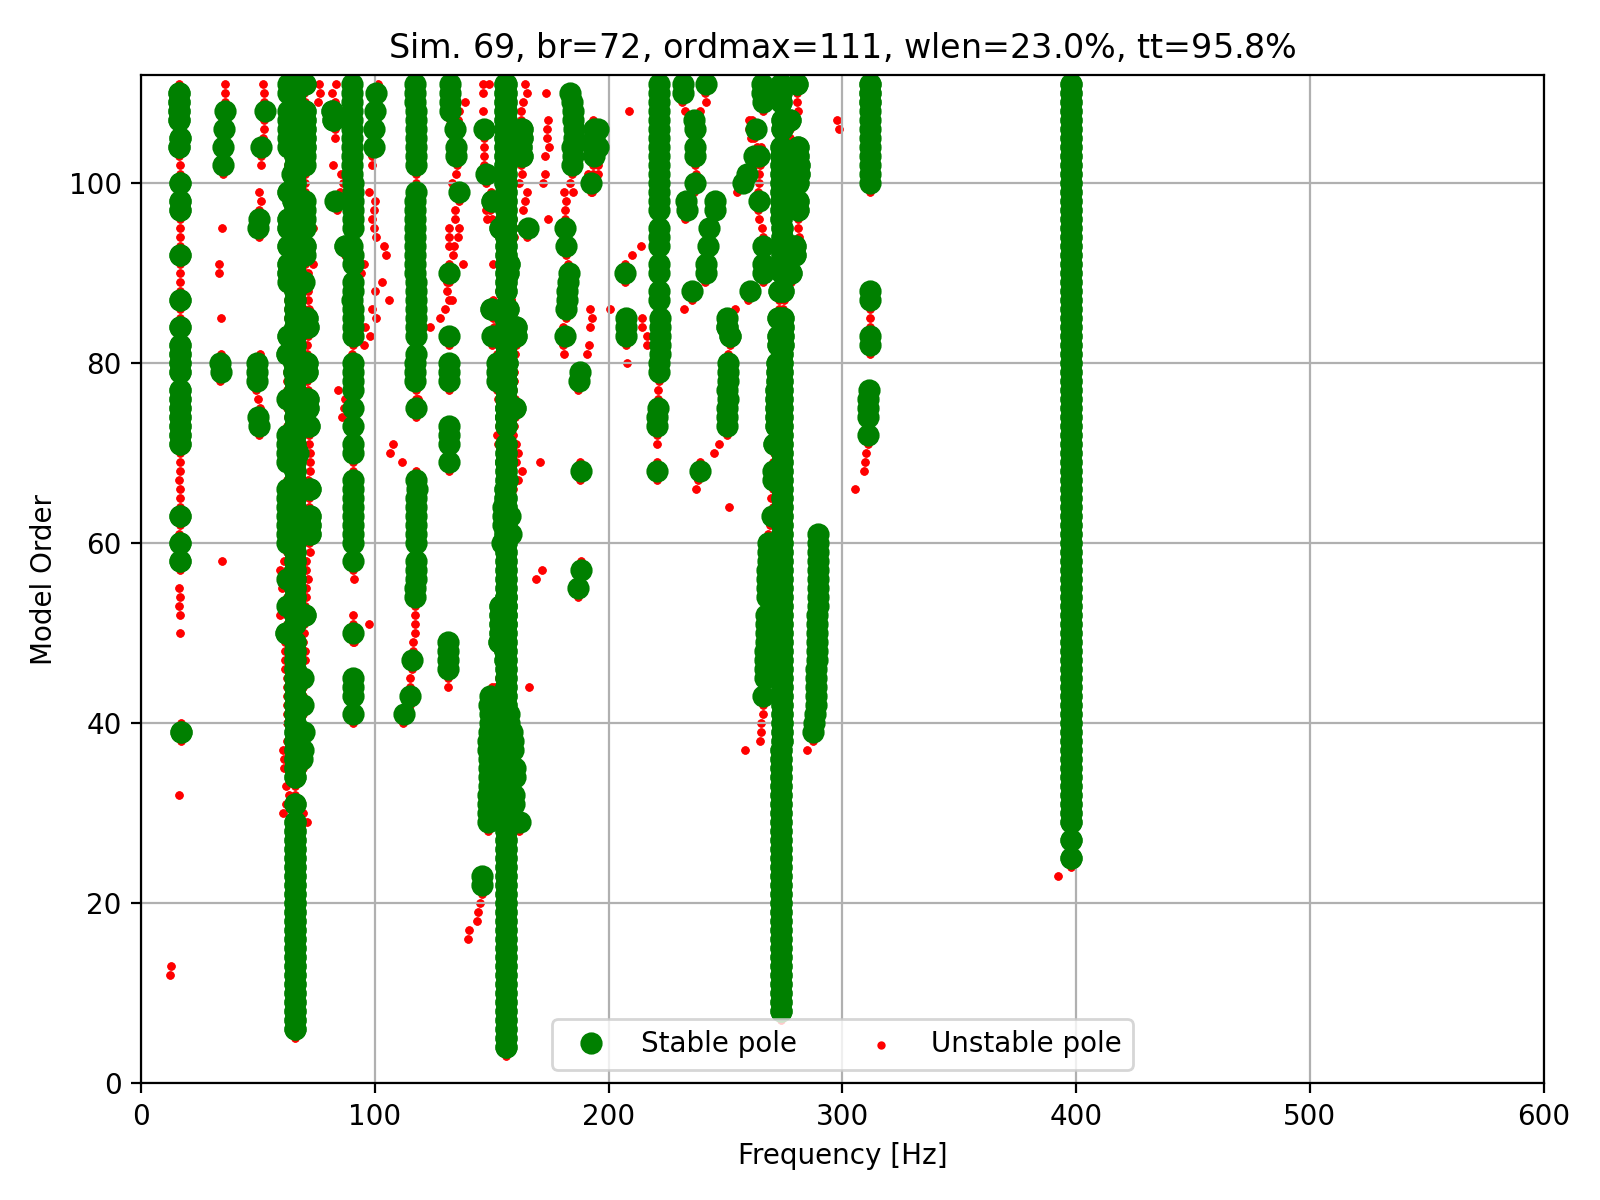 Sim. 69, br=72, ordmax=111, wlen=23.0%, tt=95.8%
Model Order
100
80
60
40
20
0
Stable pole
Unstable pole
0
100
200
300
400
500
600
Frequency [Hz]